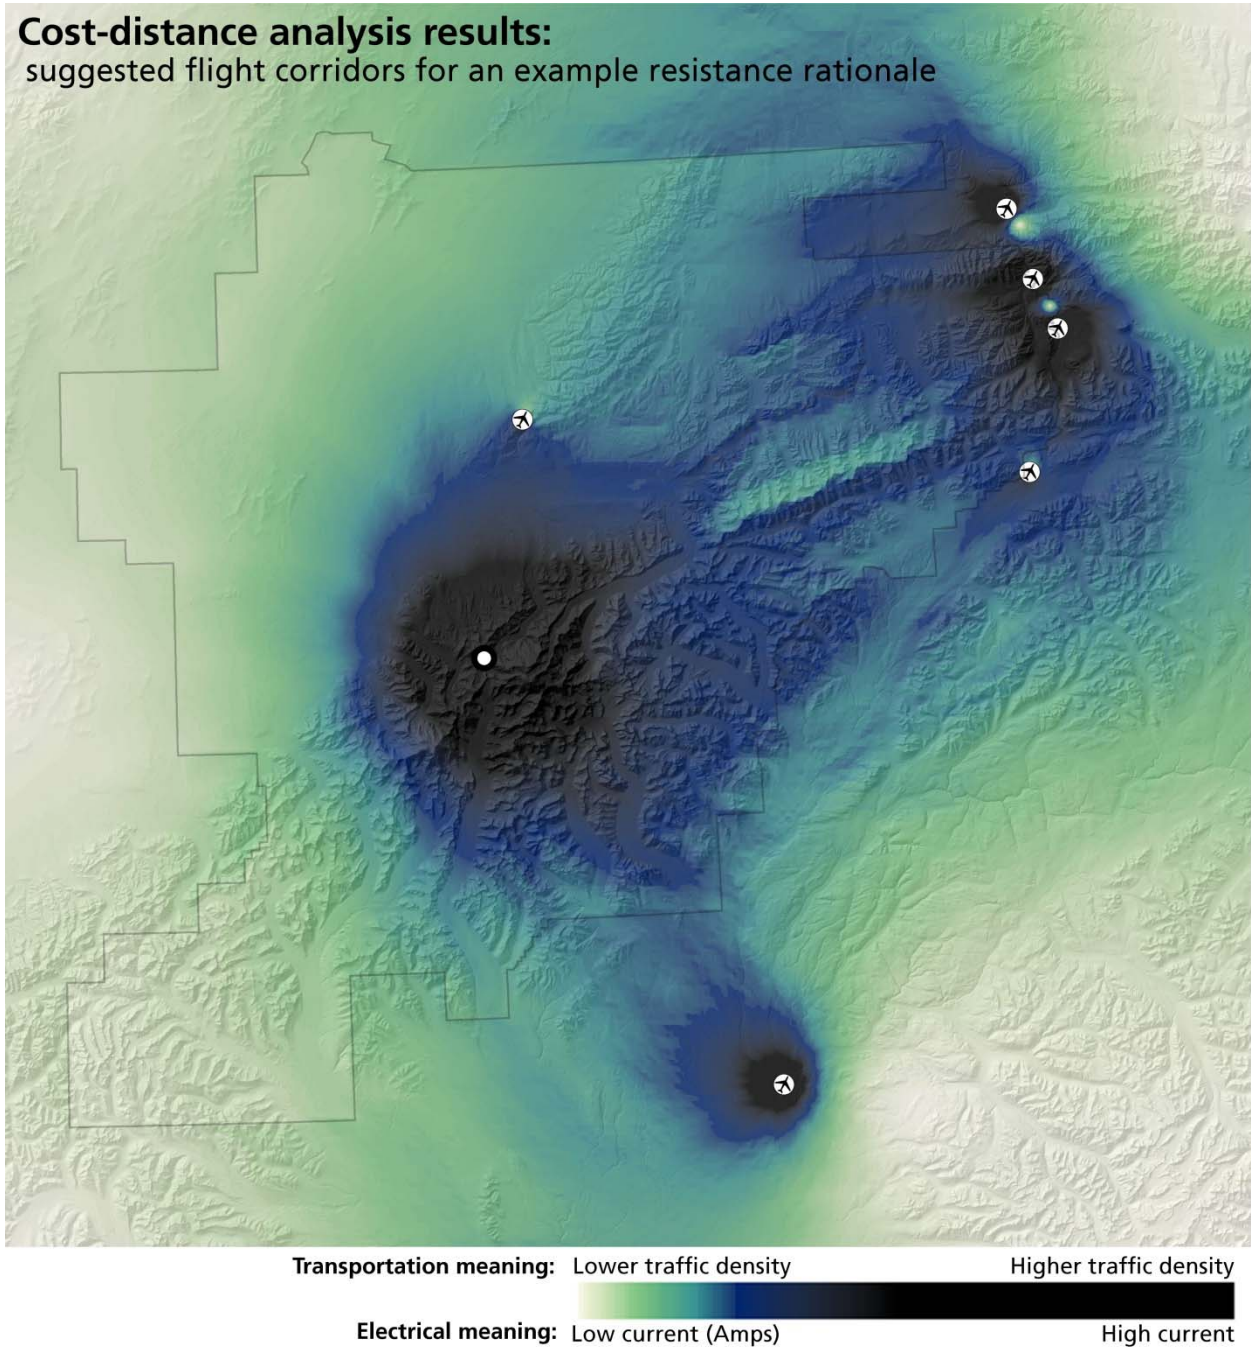 Cost-distance analysis results:
suggested flight corridors for an example resistance rationale
Transportation meaning: Lower traffic density Higher traffic density
Electrical meaning: Low current (Amps) High current